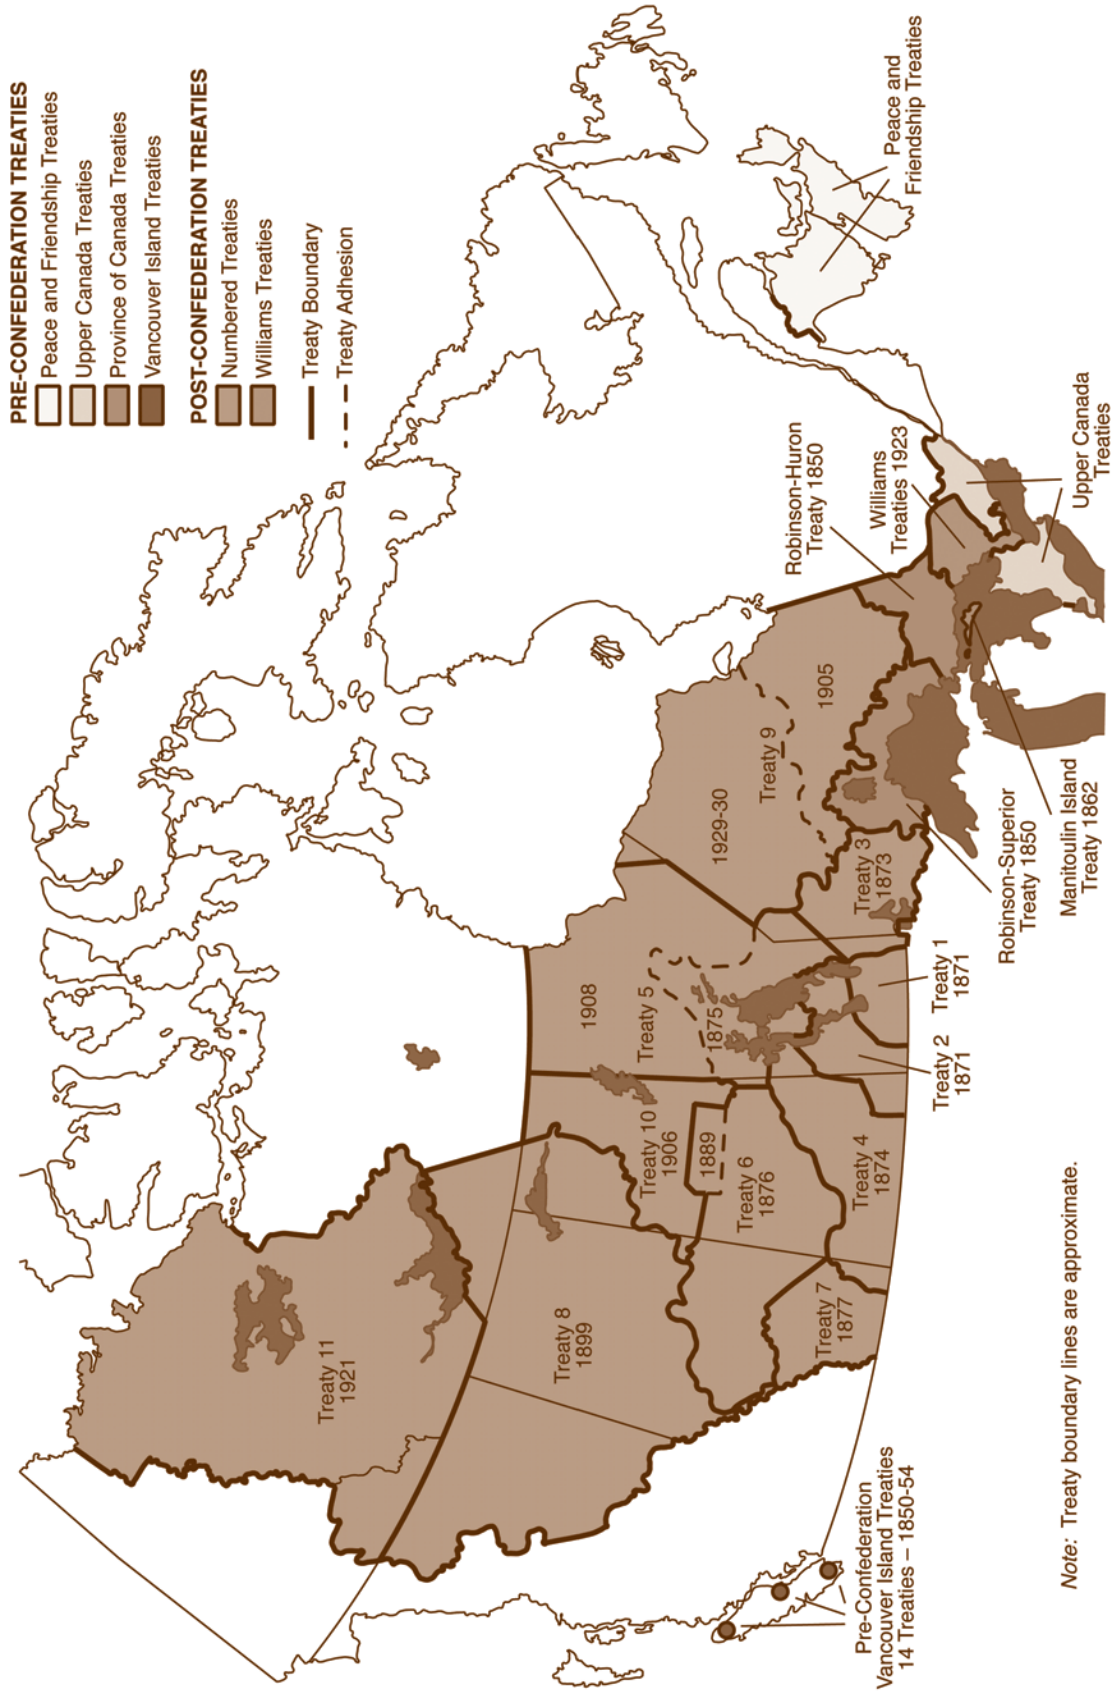 PRE-CONFEDERATION TREATIES
Peace and Friendship Treaties
Upper Canada Treaties
Province of Canada Treaties
Vancouver Island Treaties
POST-CONFEDERATION TREATIES
Numbered Treaties
Williams Treaties
Treaty Boundary
Treaty Adhesion
Treaty 11
1921
Treaty 8
1899
Treaty 10
1906
1908
Treaty 5
1875
1889
Treaty 6
1876
Treaty 7
1877
Treaty 4
1874
Treaty 2
1871
Treaty 1
1871
Treaty 3
1873
1929-30
Treaty 9
1905
Robinson-Superior
Treaty 1850
Manitoulin Island
Treaty 1862
Robinson-Huron
Treaty 1850
Williams
Treaties 1923
Upper Canada
Treaties
Peace and
Friendship Treaties
Pre-Confederation
Vancouver Island Treaties
14 Treaties – 1850-54
Note: Treaty boundary lines are approximate.